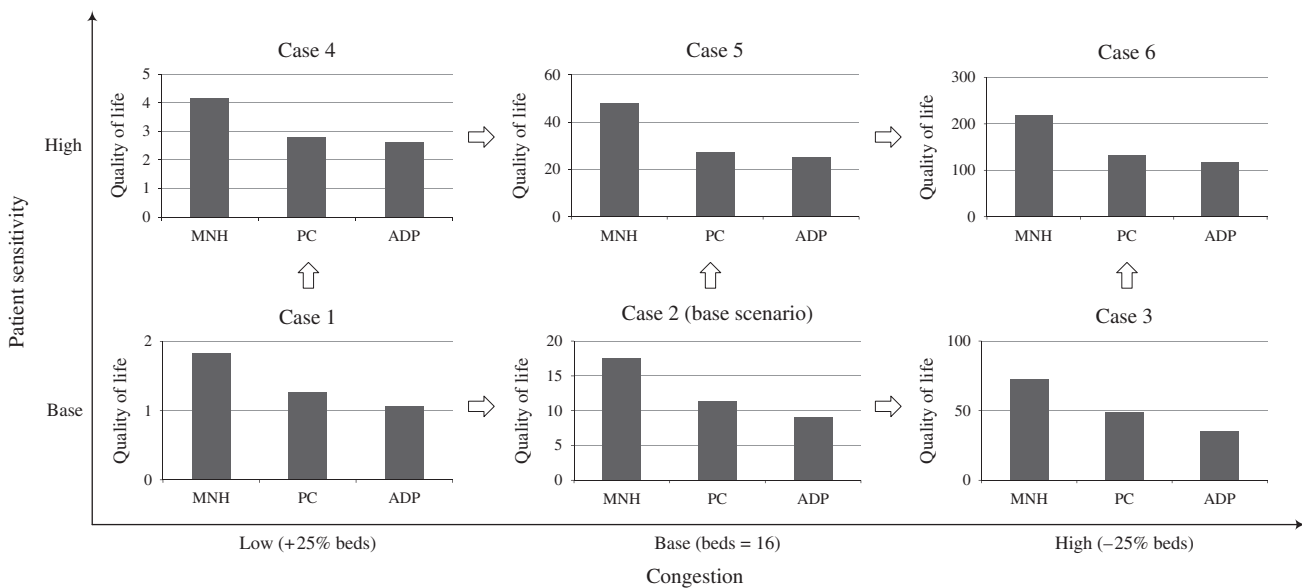 Patient sensitivity
High
Case 4
Quality of life
5
4
3
2
1
0
MNH PC ADP
Case 5
Quality of life
60
40
20
0
MNH PC ADP
Case 6
Quality of life
300
200
100
0
MNH PC ADP
Base
Case 1
Quality of life
2
1
0
MNH PC ADP
Case 2 (base scenario)
Quality of life
20
15
10
5
0
MNH PC ADP
Case 3
Quality of life
100
50
0
MNH PC ADP
Low (+25% beds) Base (beds = 16) High (–25% beds)
Congestion